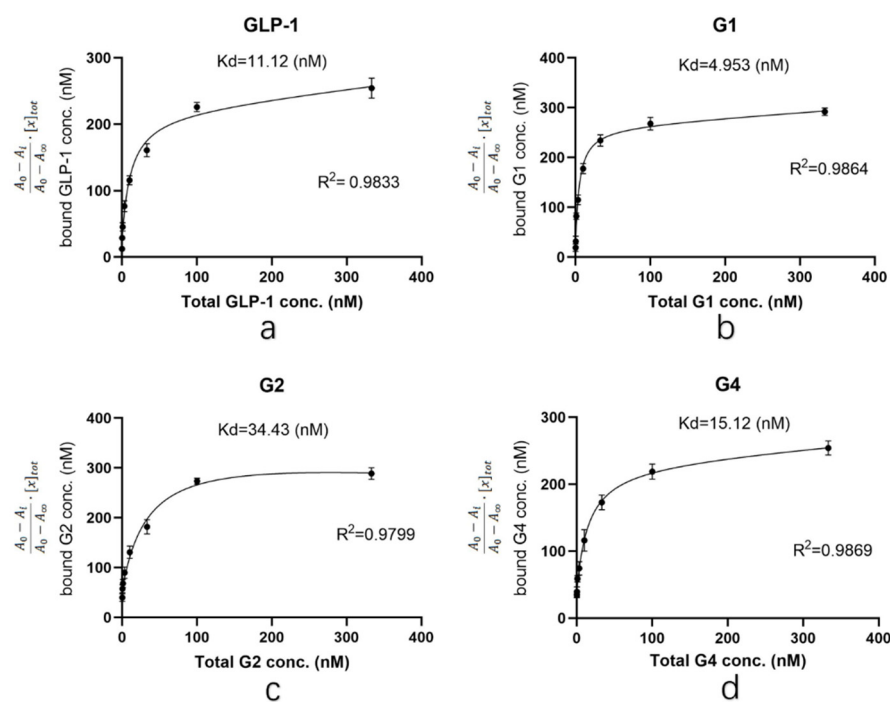 GLP-1
Kd=11.12 (nM)
R²= 0.9833
A₀ − Aᵢ
A₀ − A∞
· [x]tot
bound GLP-1 conc. (nM)
300
200
100
0
0 100 200 300 400
Total GLP-1 conc. (nM)
a
G1
Kd=4.953 (nM)
R²=0.9864
A₀ − Aᵢ
A₀ − A∞
· [x]tot
bound G1 conc. (nM)
400
300
200
100
0
0 100 200 300 400
Total G1 conc. (nM)
b
G2
Kd=34.43 (nM)
R²=0.9799
A₀ − Aᵢ
A₀ − A∞
· [x]tot
bound G2 conc. (nM)
400
300
200
100
0
0 100 200 300 400
Total G2 conc. (nM)
c
G4
Kd=15.12 (nM)
R²=0.9869
A₀ − Aᵢ
A₀ − A∞
· [x]tot
bound G4 conc. (nM)
300
200
100
0
0 100 200 300 400
Total G4 conc. (nM)
d